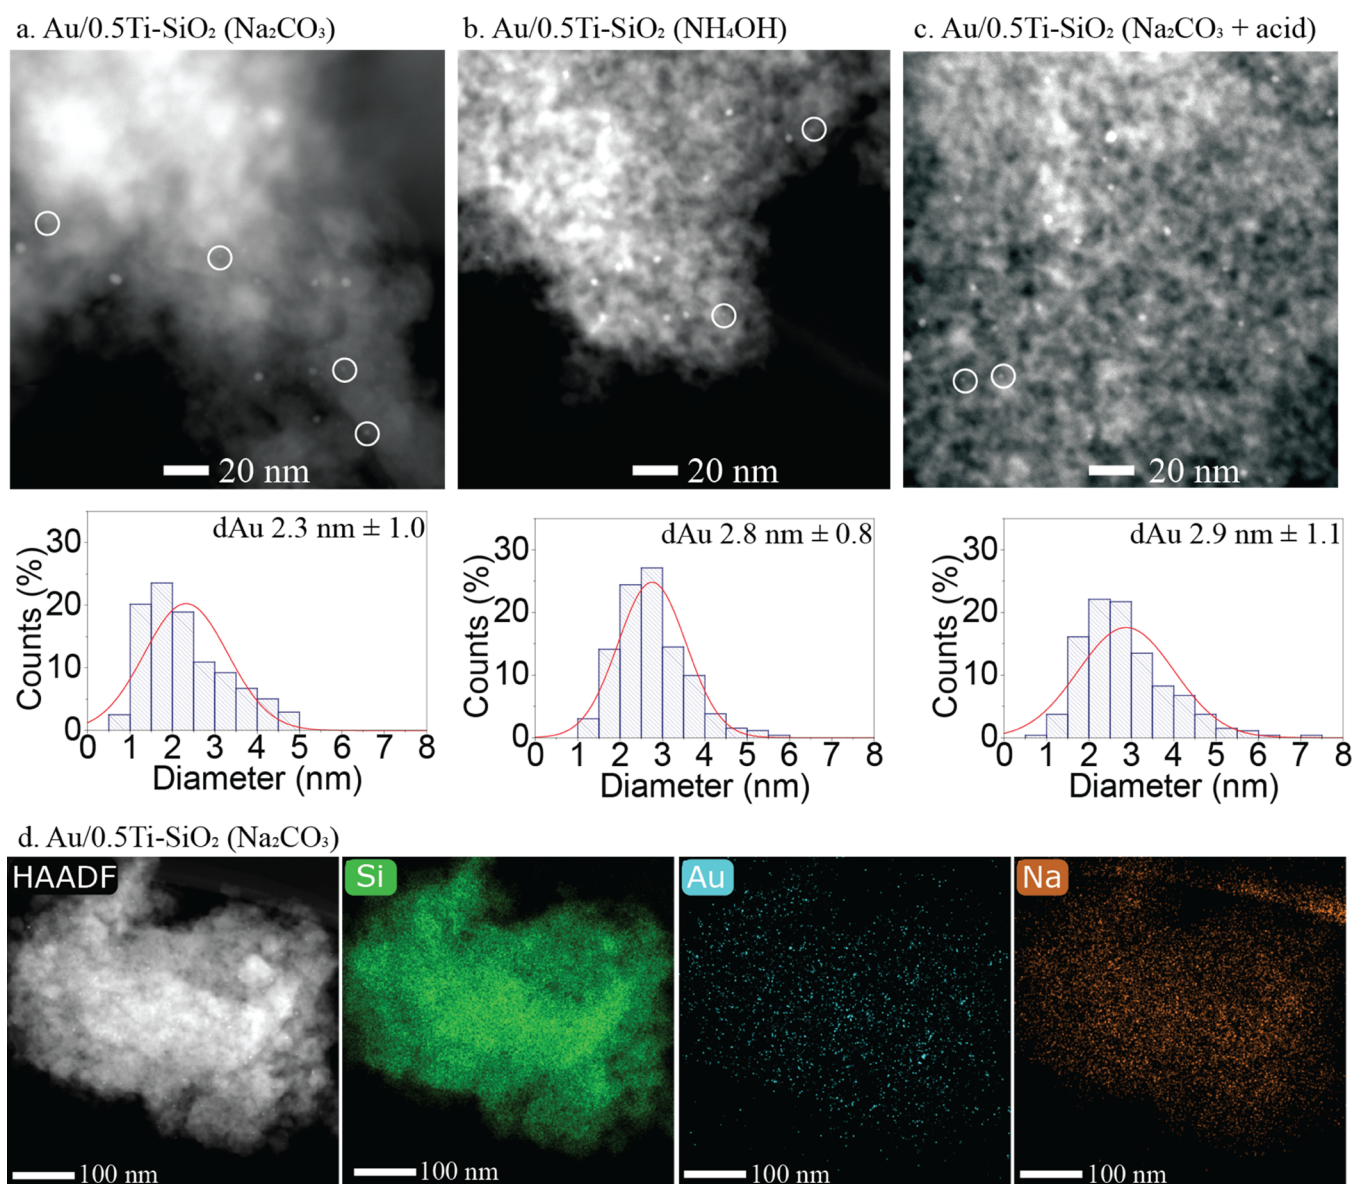 a. Au/0.5Ti-SiO₂ (Na₂CO₃)
b. Au/0.5Ti-SiO₂ (NH₄OH)
c. Au/0.5Ti-SiO₂ (Na₂CO₃ + acid)
20 nm
20 nm
20 nm
dAu 2.3 nm ± 1.0
Counts (%)
30
20
10
0
0 1 2 3 4 5 6 7 8
Diameter (nm)
dAu 2.8 nm ± 0.8
Counts (%)
30
20
10
0
0 1 2 3 4 5 6 7 8
Diameter (nm)
dAu 2.9 nm ± 1.1
Counts (%)
30
20
10
0
0 1 2 3 4 5 6 7 8
Diameter (nm)
d. Au/0.5Ti-SiO₂ (Na₂CO₃)
HAADF
Si
Au
Na
100 nm
100 nm
100 nm
100 nm